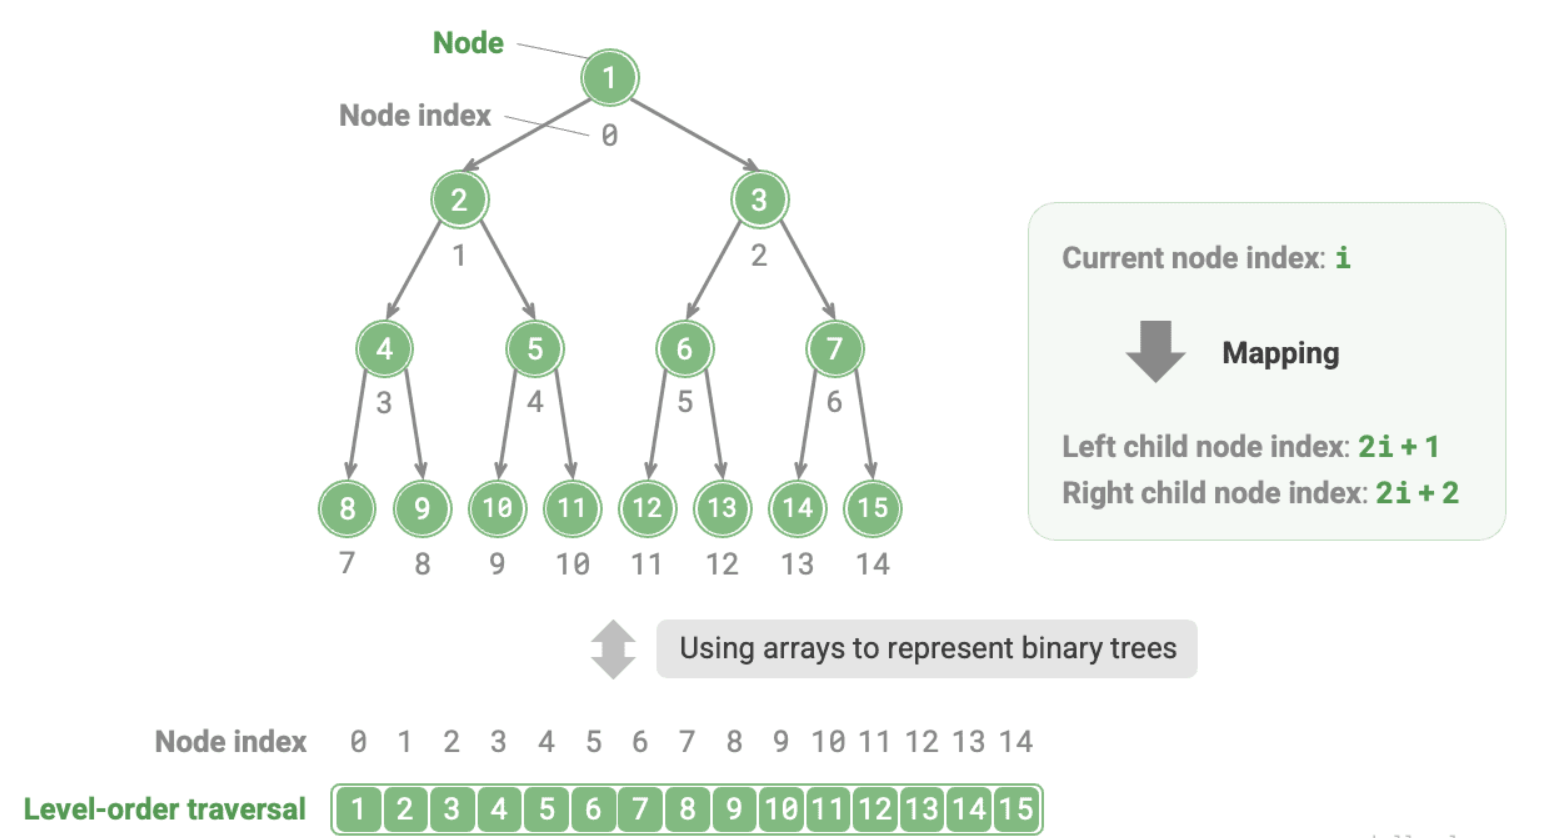 Node
1
Node index
0
2
3
1
2
Current node index: i
4
5
6
7
Mapping
3
4
5
6
Left child node index: 2i + 1
Right child node index: 2i + 2
8 9 10 11 12 13 14 15
7 8 9 10 11 12 13 14
Using arrays to represent binary trees
Node index 0 1 2 3 4 5 6 7 8 9 10 11 12 13 14
Level-order traversal 1 2 3 4 5 6 7 8 9 10 11 12 13 14 15